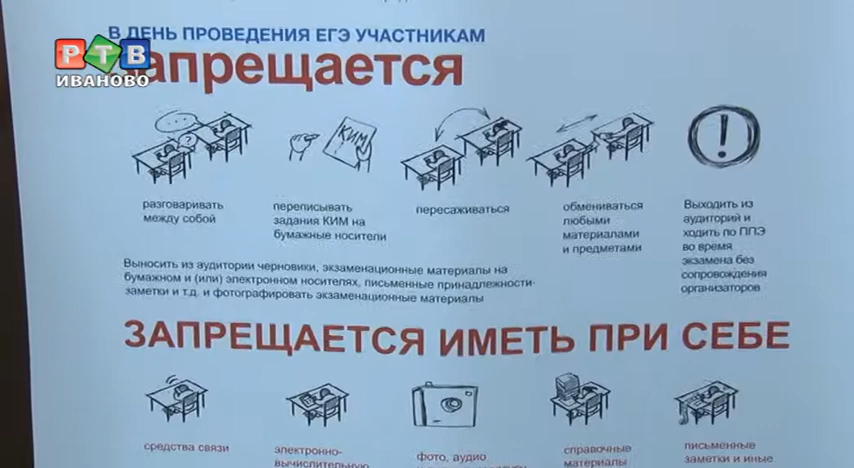 В ДЕНЬ ПРОВЕДЕНИЯ ЕГЭ УЧАСТНИКАМ
РТВ
ИВАНОВО
Запрещается
КИМ
разговаривать
между собой
переписывать
задания КИМ на
бумажные носители
пересаживаться
обмениваться
любыми
материалами
и предметами
Выходить из
аудиторий и
ходить по ППЭ
во время
экзамена без
сопровождения
организаторов
Выносить из аудитории черновики, экзаменационные материалы на
бумажном и (или) электронном носителях, письменные принадлежности
заметки и т.д. и фотографировать экзаменационные материалы
ЗАПРЕЩАЕТСЯ ИМЕТЬ ПРИ СЕБЕ
средства связи
электронно-
вычислительную
фото, аудио
справочные
материалы
письменные
заметки и иные